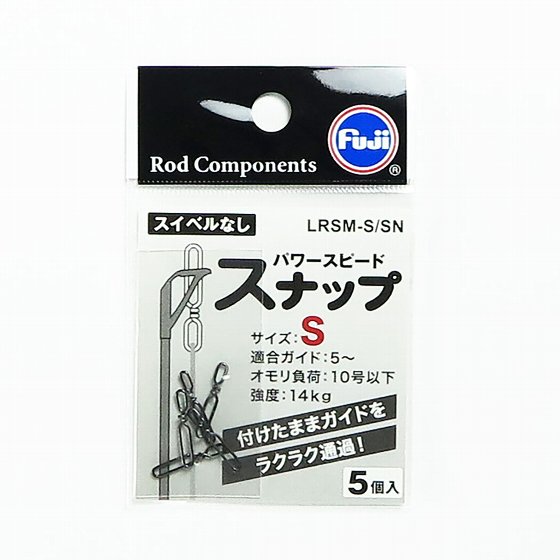 Fuji
®
Rod Components
スイベルなし
LRSM-S/SN
パワースピード
スナップ
サイズ:S
適合ガイド:5〜
オモリ負荷:10号以下
強度:14kg
付けたままガイドを
ラクラク通過!
5個入